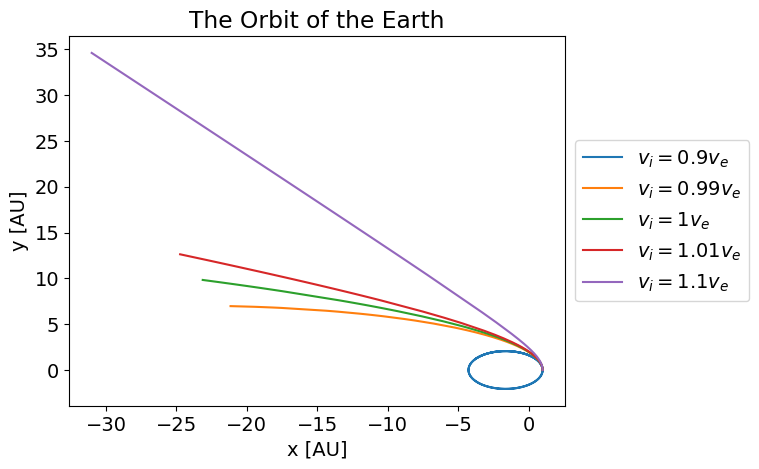 The Orbit of the Earth
y [AU]
35
30
25
20
15
10
5
0
−30 −25 −20 −15 −10 −5 0
x [AU]
v_i = 0.9v_e
v_i = 0.99v_e
v_i = 1v_e
v_i = 1.01v_e
v_i = 1.1v_e